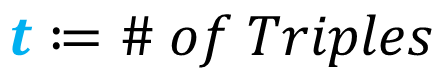 t := # of Triples